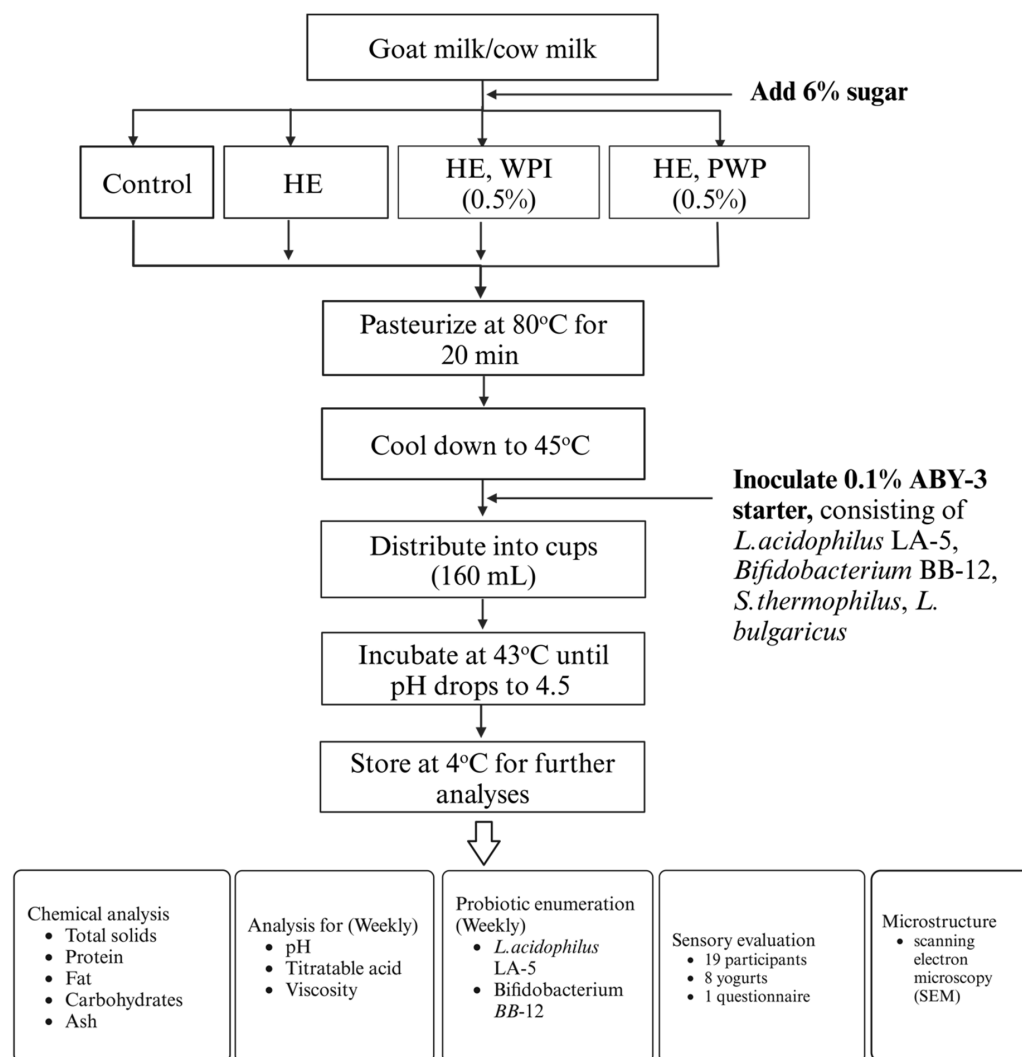 Goat milk/cow milk
Add 6% sugar
Control
HE
HE, WPI
(0.5%)
HE, PWP
(0.5%)
Pasteurize at 80°C for
20 min
Cool down to 45°C
Inoculate 0.1% ABY-3
starter, consisting of
L.acidophilus LA-5,
Bifidobacterium BB-12,
S.thermophilus, L.
bulgaricus
Distribute into cups
(160 mL)
Incubate at 43°C until
pH drops to 4.5
Store at 4°C for further
analyses
Chemical analysis
• Total solids
• Protein
• Fat
• Carbohydrates
• Ash
Analysis for (Weekly)
• pH
• Titratable acid
• Viscosity
Probiotic enumeration
(Weekly)
• L.acidophilus
LA-5
• Bifidobacterium
BB-12
Sensory evaluation
• 19 participants
• 8 yogurts
• 1 questionnaire
Microstructure
• scanning
electron
microscopy
(SEM)